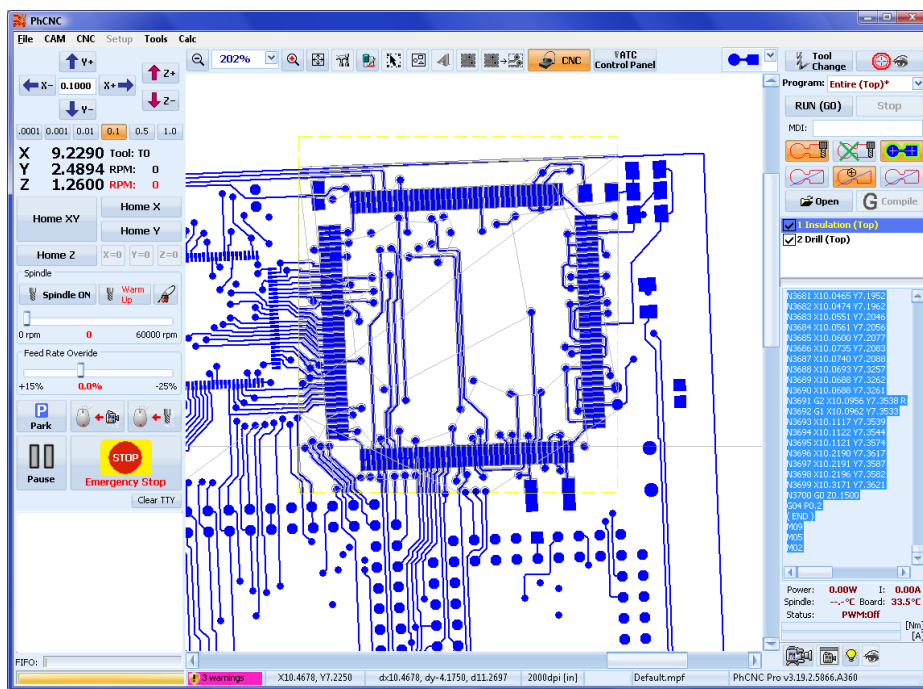 PhCNC
File CAM CNC Setup Tools Calc
Y+
X- 0.1000 X+
Y-
Z+
Z-
.0001 0.001 0.01 0.1 0.5 1.0
X 9.2290 Tool: T0
Y 2.4894 RPM: 0
Z 1.2600 RPM: 0
Home XY
Home X
Home Y
Home Z X=0 Y=0 Z=0
Spindle
Spindle ON Warm Up
0 rpm 0 60000 rpm
Feed Rate Overide
+15% 0.0% -25%
P
Park
Pause
STOP
Emergency Stop
Clear TTY
FIFO:
202%
CNC
ATC
Control Panel
Tool
Change
Program: Entire (Top)*
RUN (G0) Stop
MDI:
Open G Compile
1 Insulation (Top)
2 Drill (Top)
N3681 X10.0465 Y7.1952
N3682 X10.0474 Y7.1962
N3683 X10.0551 Y7.2046
N3684 X10.0561 Y7.2056
N3685 X10.0600 Y7.2077
N3686 X10.0735 Y7.2083
N3687 X10.0740 Y7.2088
N3688 X10.0693 Y7.3257
N3689 X10.0688 Y7.3262
N3690 X10.0688 Y7.3261
N3691 G2 X10.0956 Y7.3538 R
N3692 G1 X10.0962 Y7.3533
N3693 X10.1117 Y7.3539
N3694 X10.1122 Y7.3544
N3695 X10.1121 Y7.3574
N3696 X10.2190 Y7.3617
N3697 X10.2191 Y7.3587
N3698 X10.2196 Y7.3582
N3699 X10.3171 Y7.3621
N3700 G0 Z0.1500
G04 P0.2
( END )
M09
M05
M02
Power: 0.00W I: 0.00A
Spindle: --.-°C Board: 33.5°C
Status: PWM:Off
[Nm]
[A]
3 warnings X10.4678, Y7.2250 dx10.4678, dy-4.1750, d11.2697 2000dpi [in] Default.mpf PhCNC Pro v3.19.2.5866.A360